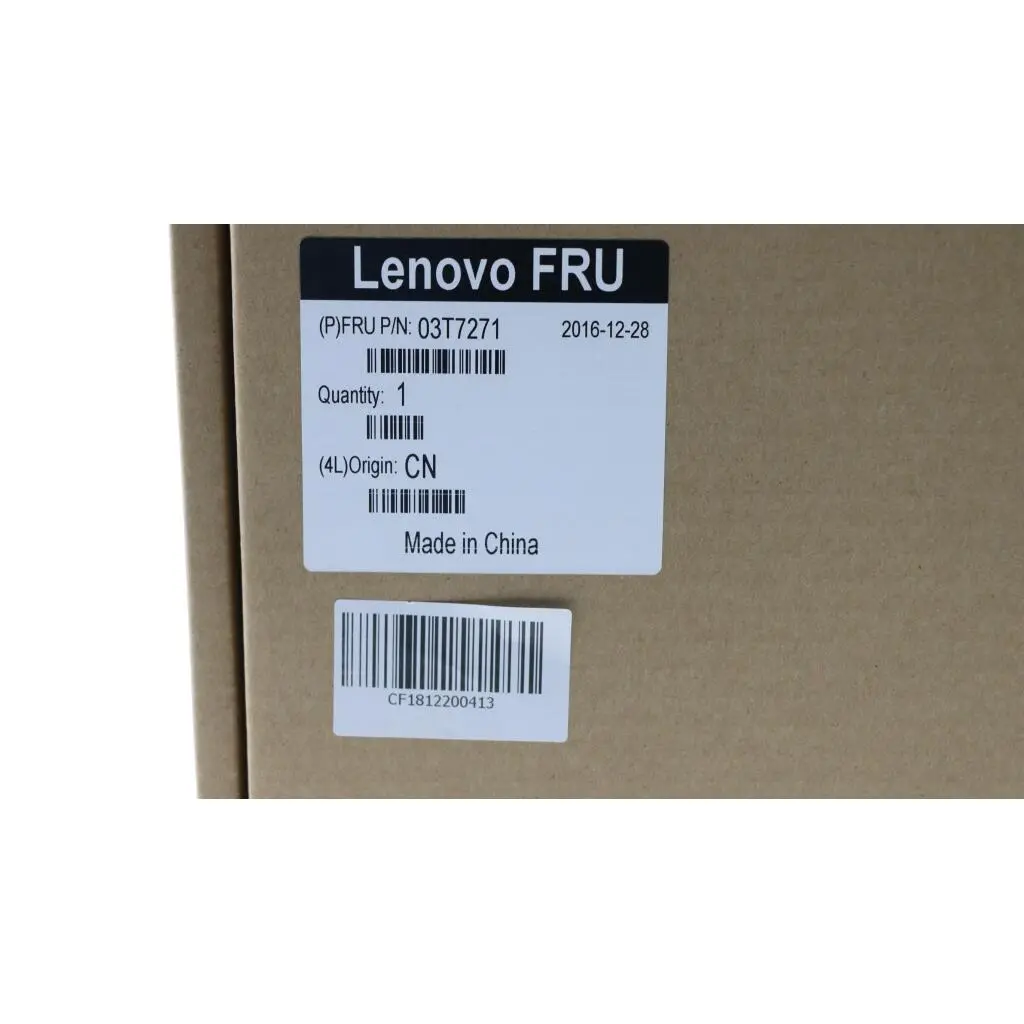 Lenovo FRU
(P)FRU P/N: 03T7271 2016-12-28
Quantity: 1
(4L)Origin: CN
Made in China
CF1812200413